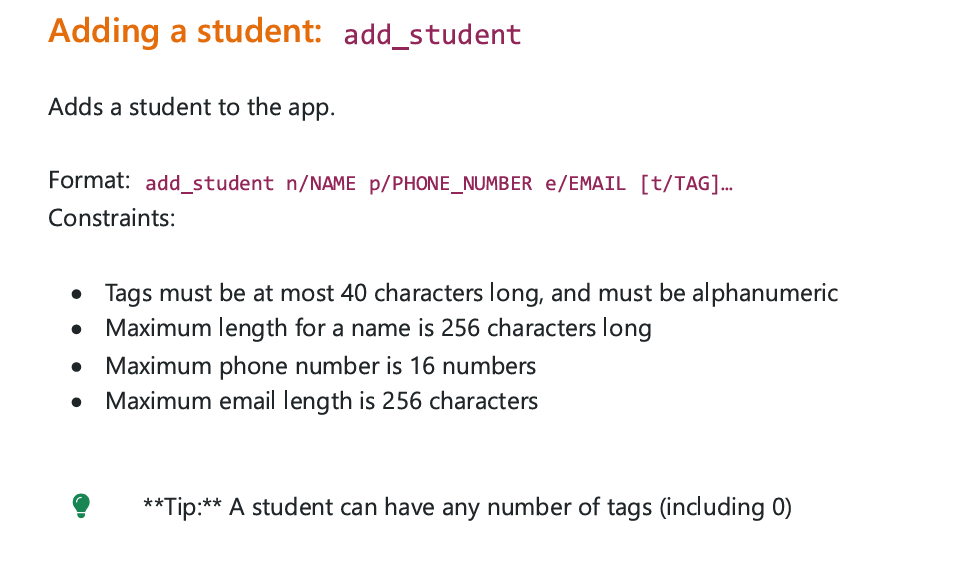 Adding a student: add_student
Adds a student to the app.
Format: add_student n/NAME p/PHONE_NUMBER e/EMAIL [t/TAG]…
Constraints:
● Tags must be at most 40 characters long, and must be alphanumeric
● Maximum length for a name is 256 characters long
● Maximum phone number is 16 numbers
● Maximum email length is 256 characters
**Tip:** A student can have any number of tags (including 0)